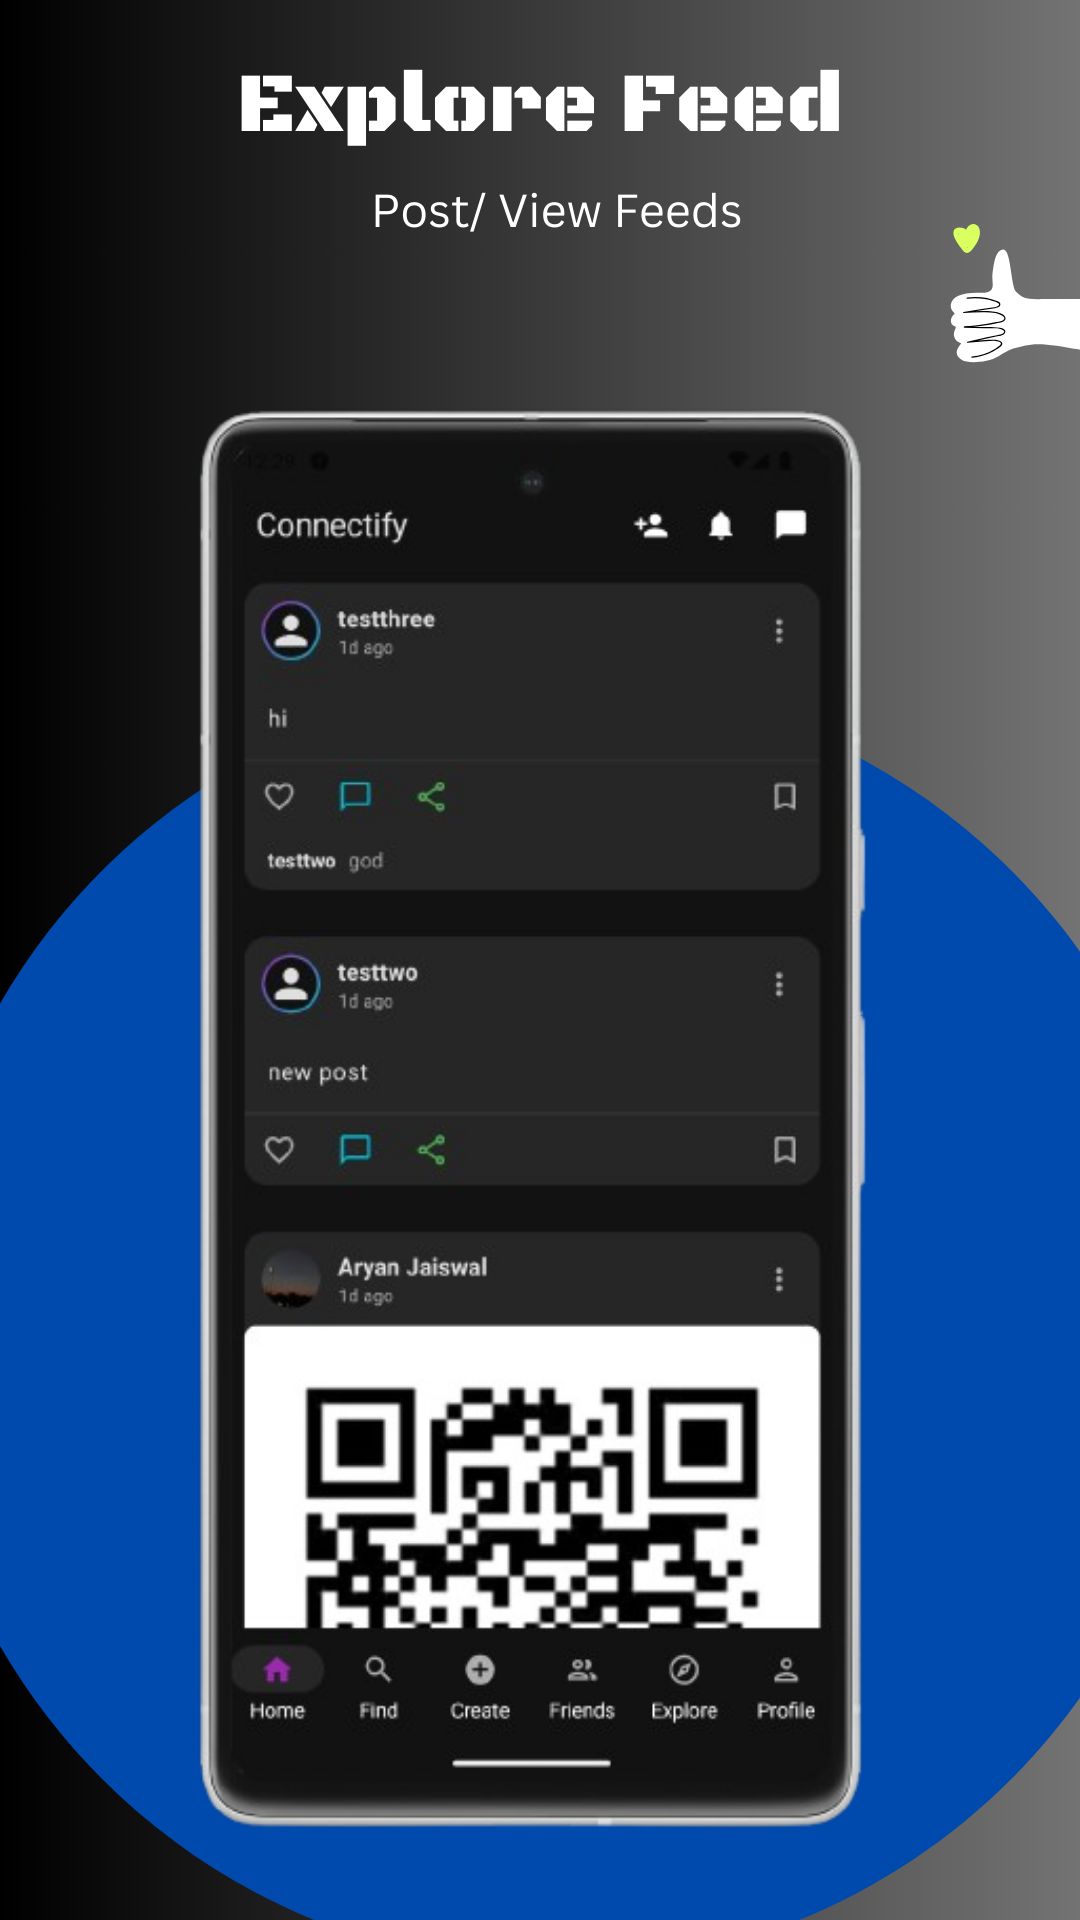 Explore Feed
Post/ View Feeds
12:29
Connectify
testthree
1d ago
hi
testtwo god
testtwo
1d ago
new post
Aryan Jaiswal
1d ago
Home Find Create Friends Explore Profile